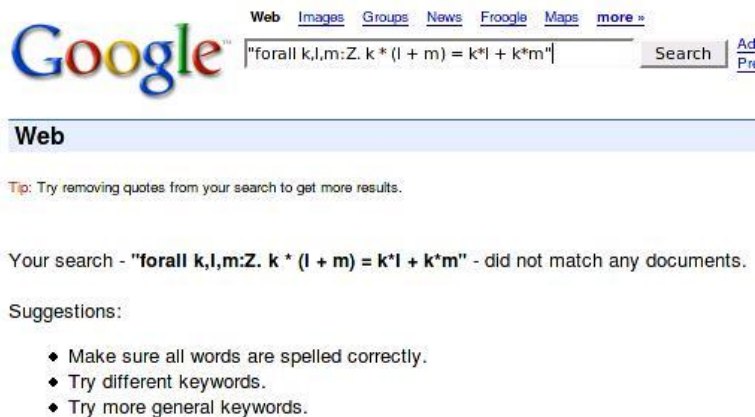 Web Images Groups News Froogle Maps more »
Google™
"forall k,l,m:Z. k * (l + m) = k*l + k*m" Search
Web
Tip: Try removing quotes from your search to get more results.
Your search - "forall k,l,m:Z. k * (l + m) = k*l + k*m" - did not match any documents.
Suggestions:
• Make sure all words are spelled correctly.
• Try different keywords.
• Try more general keywords.